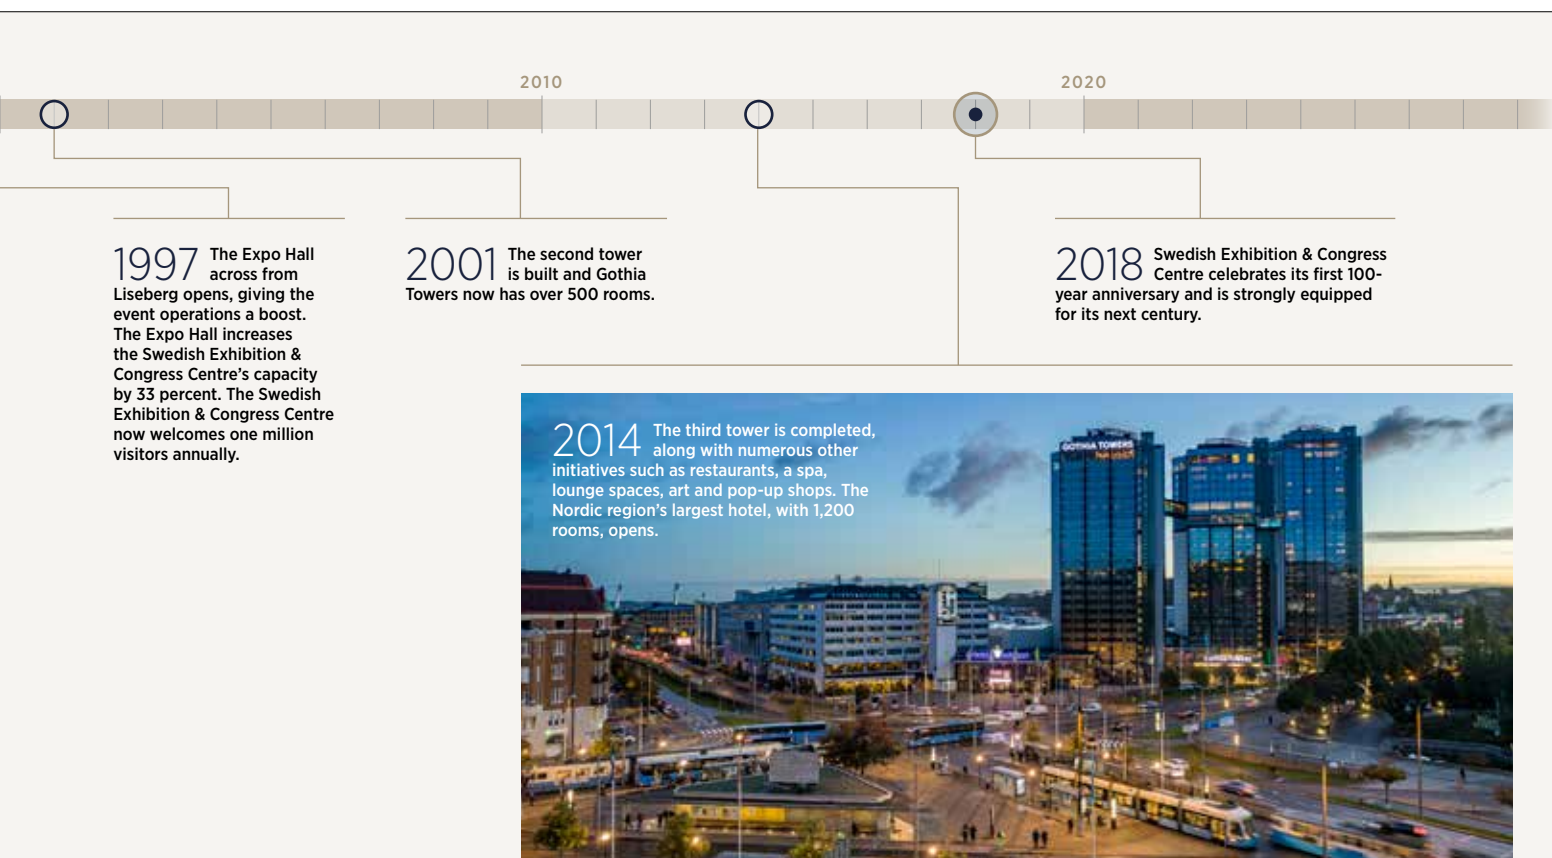 2010
2020
1997 The Expo Hall
across from
Liseberg opens, giving the
event operations a boost.
The Expo Hall increases
the Swedish Exhibition &
Congress Centre’s capacity
by 33 percent. The Swedish
Exhibition & Congress Centre
now welcomes one million
visitors annually.
2001 The second tower
is built and Gothia
Towers now has over 500 rooms.
2018 Swedish Exhibition & Congress
Centre celebrates its first 100-
year anniversary and is strongly equipped
for its next century.
2014 The third tower is completed,
along with numerous other
initiatives such as restaurants, a spa,
lounge spaces, art and pop-up shops. The
Nordic region’s largest hotel, with 1,200
rooms, opens.
GOTHIA TOWERS